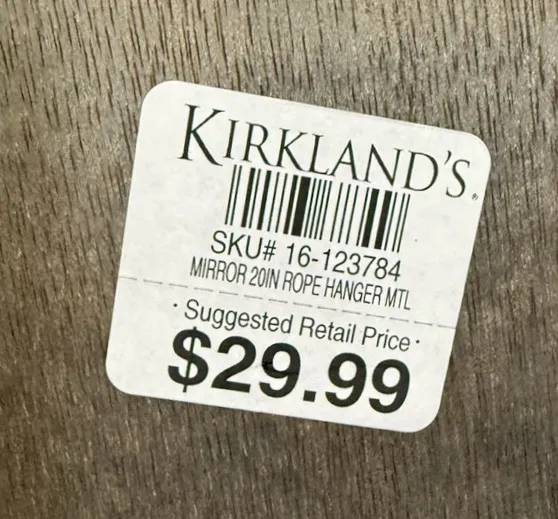 KIRKLAND'S®
SKU# 16-123784
MIRROR 20IN ROPE HANGER MTL
· Suggested Retail Price ·
$29.99